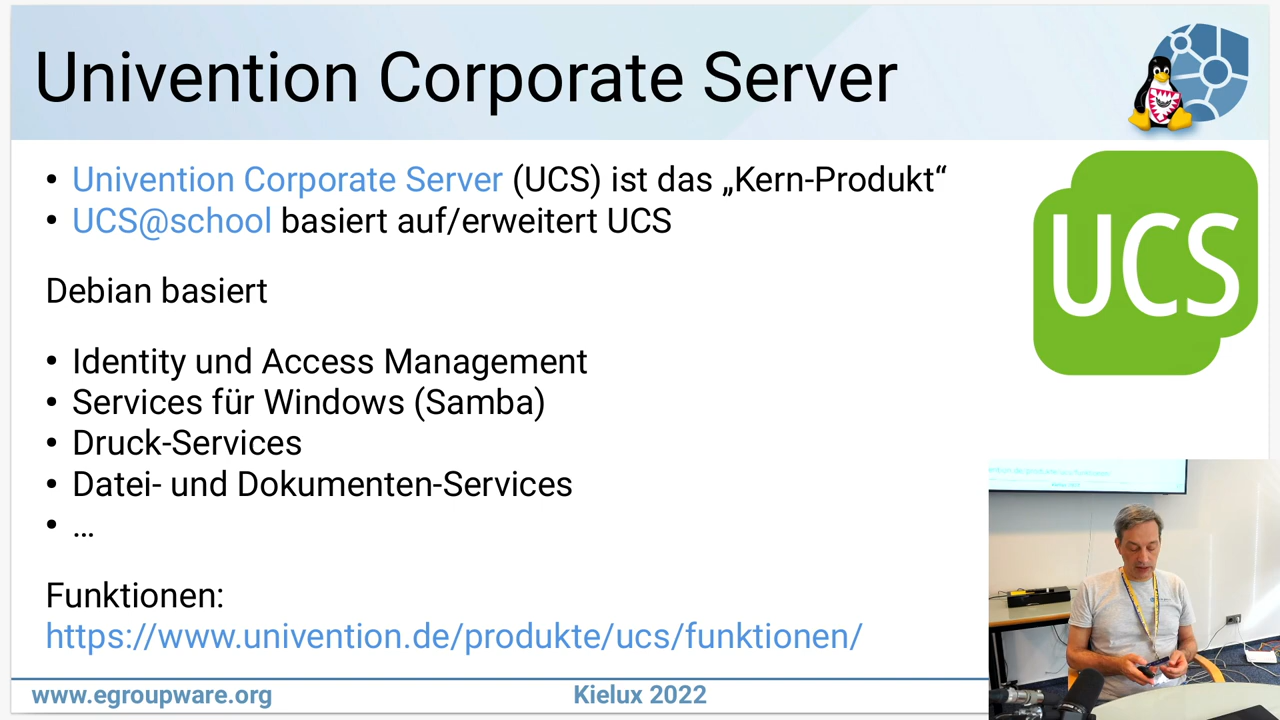 Univention Corporate Server
• Univention Corporate Server (UCS) ist das „Kern-Produkt“
• UCS@school basiert auf/erweitert UCS
UCS
Debian basiert
• Identity und Access Management
• Services für Windows (Samba)
• Druck-Services
• Datei- und Dokumenten-Services
• ...
Funktionen:
https://www.univention.de/produkte/ucs/funktionen/
www.egroupware.org
Kielux 2022